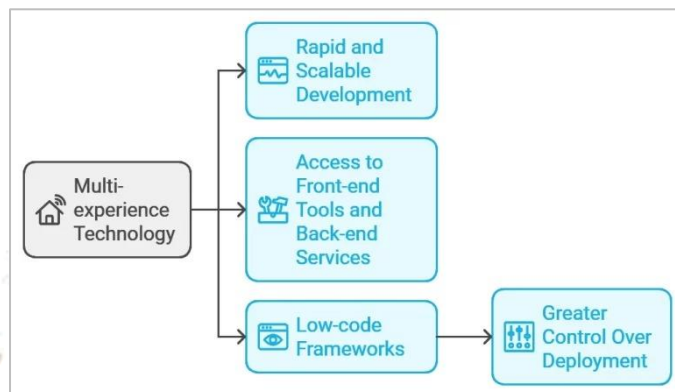 Rapid and
Scalable
Development
Multi-
experience
Technology
Access to
Front-end
Tools and
Back-end
Services
Low-code
Frameworks
Greater
Control Over
Deployment